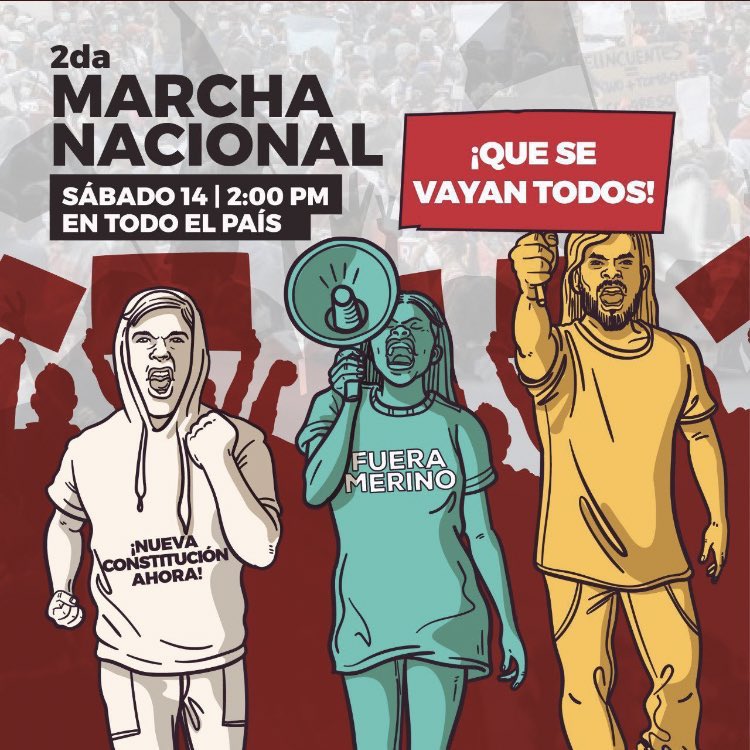 2da
MARCHA
NACIONAL
SÁBADO 14 | 2:00 PM
EN TODO EL PAÍS
¡QUE SE
VAYAN TODOS!
¡NUEVA
CONSTITUCIÓN
AHORA!
FUERA
MERINO